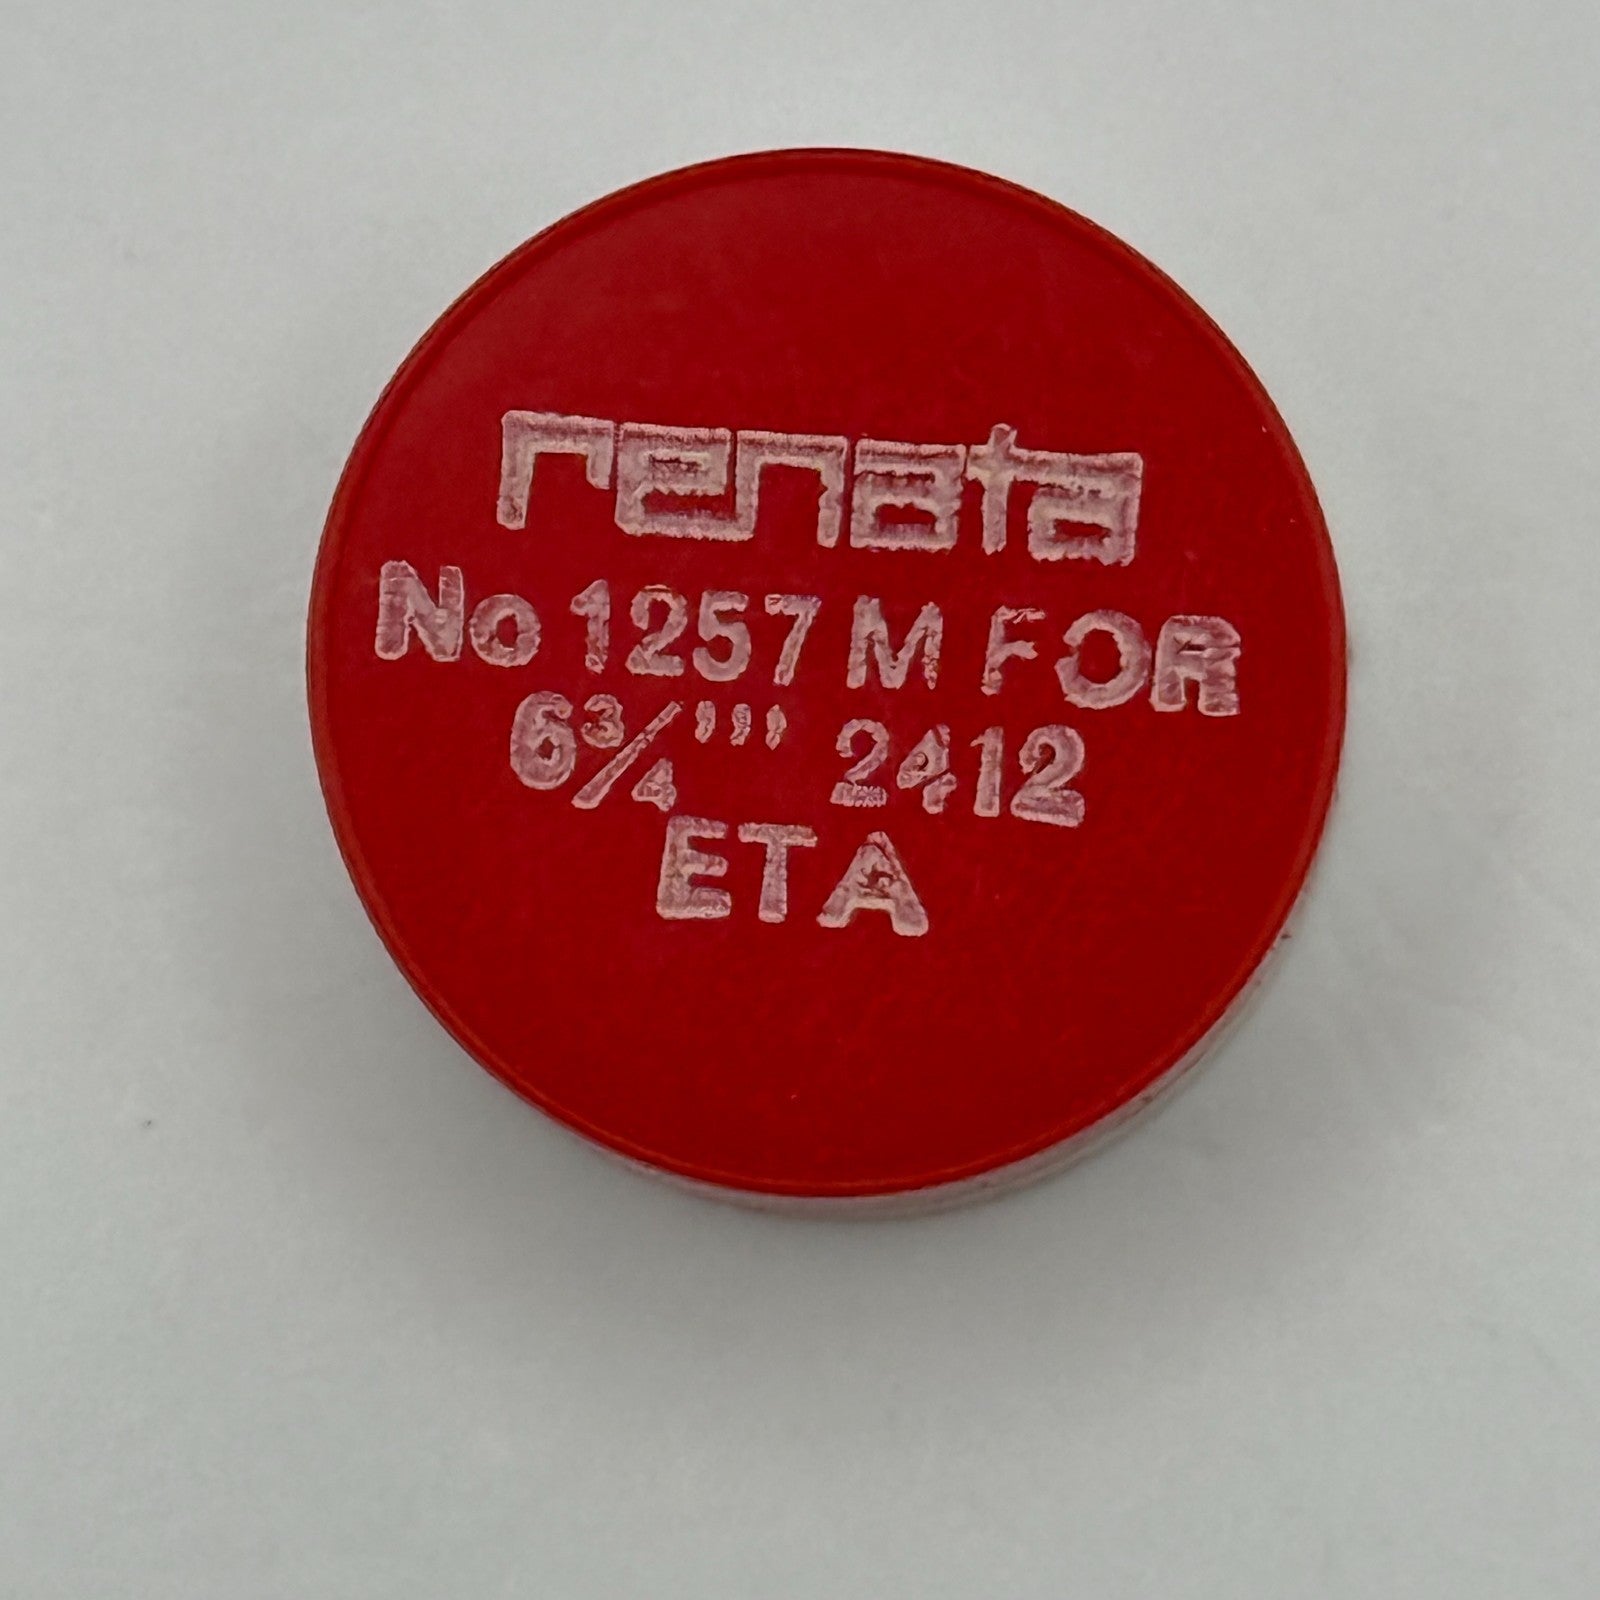 renata
No 1257 M FOR
6¾''' 2412
ETA